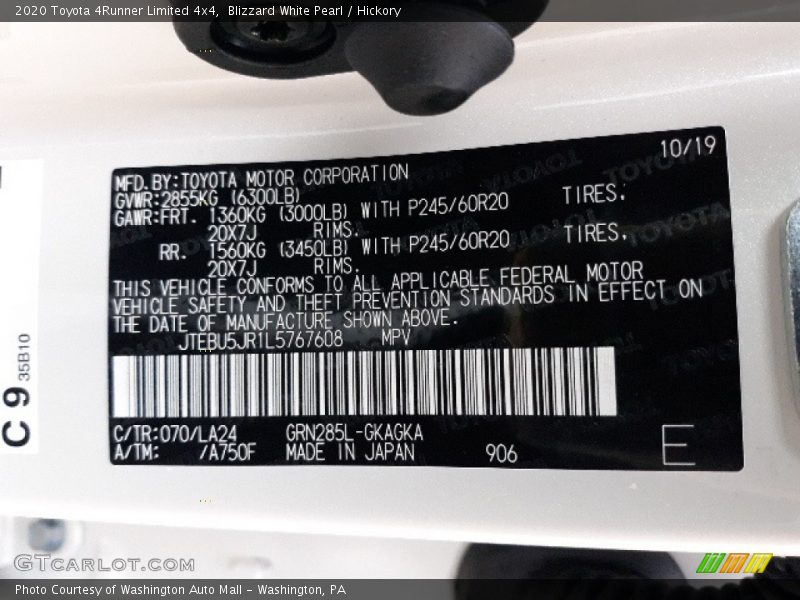 2020 Toyota 4Runner Limited 4x4, Blizzard White Pearl / Hickory
10/19
MFD. BY: TOYOTA MOTOR CORPORATION
GVWR: 2855KG (6300LB)
GAWR: FRT. 1360KG (3000LB) WITH P245/60R20 TIRES.
20X7J RIMS.
RR. 1560KG (3450LB) WITH P245/60R20 TIRES.
20X7J RIMS.
THIS VEHICLE CONFORMS TO ALL APPLICABLE FEDERAL MOTOR
VEHICLE SAFETY AND THEFT PREVENTION STANDARDS IN EFFECT ON
THE DATE OF MANUFACTURE SHOWN ABOVE.
JTEBU5JR1L5767608 MPV
C/TR: 070/LA24 GRN285L-GKAGKA
A/TM: /A750F MADE IN JAPAN 906 E
C 9 35B10
GTCARLOT.COM
Photo Courtesy of Washington Auto Mall - Washington, PA